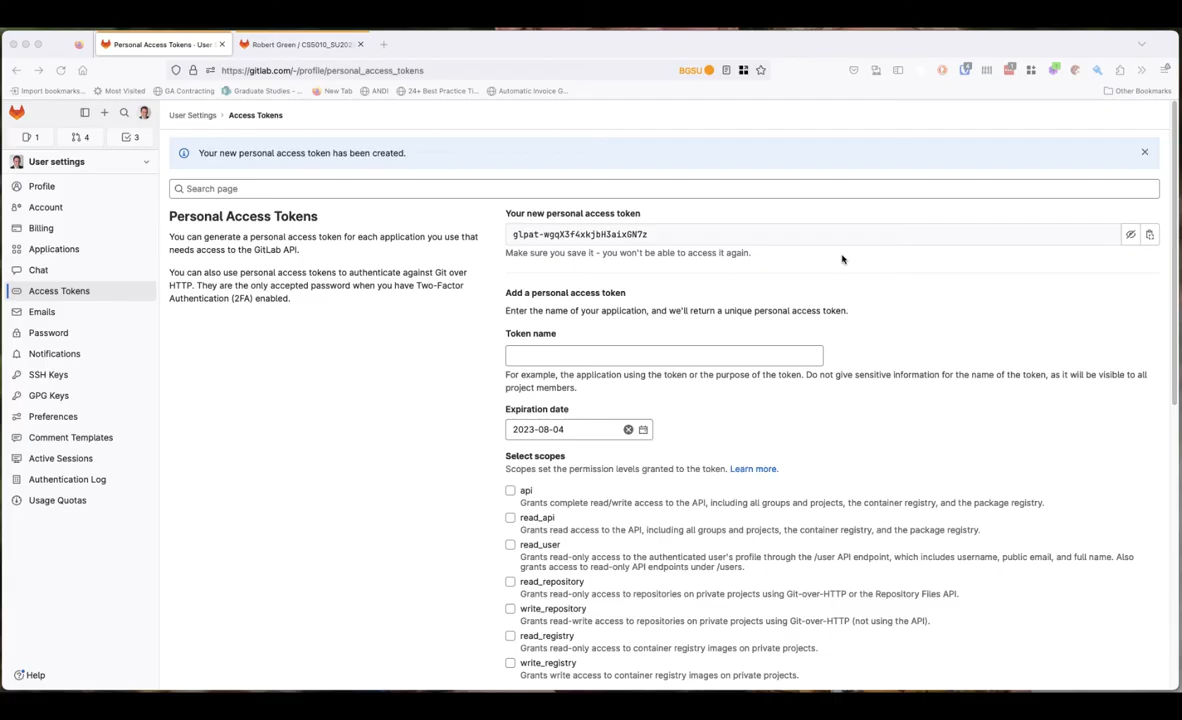 Personal Access Tokens · User
Robert Green / CS5010_SU202
https://gitlab.com/-/profile/personal_access_tokens
BGSU
Import bookmarks...
Most Visited
GA Contracting
Graduate Studies - ...
New Tab
ANDI
24+ Best Practice Ti...
Automatic Invoice G...
Other Bookmarks
1
4
3
User Settings
Access Tokens
User settings
Your new personal access token has been created.
Search page
Profile
Account
Billing
Applications
Chat
Access Tokens
Emails
Password
Notifications
SSH Keys
GPG Keys
Preferences
Comment Templates
Active Sessions
Authentication Log
Usage Quotas
Help
Personal Access Tokens
You can generate a personal access token for each application you use that
needs access to the GitLab API.
You can also use personal access tokens to authenticate against Git over
HTTP. They are the only accepted password when you have Two-Factor
Authentication (2FA) enabled.
Your new personal access token
glpat-wgqX3f4xkjbH3aixGN7z
Make sure you save it - you won't be able to access it again.
Add a personal access token
Enter the name of your application, and we'll return a unique personal access token.
Token name
For example, the application using the token or the purpose of the token. Do not give sensitive information for the name of the token, as it will be visible to all
project members.
Expiration date
2023-08-04
Select scopes
Scopes set the permission levels granted to the token. Learn more.
api
Grants complete read/write access to the API, including all groups and projects, the container registry, and the package registry.
read_api
Grants read access to the API, including all groups and projects, the container registry, and the package registry.
read_user
Grants read-only access to the authenticated user's profile through the /user API endpoint, which includes username, public email, and full name. Also
grants access to read-only API endpoints under /users.
read_repository
Grants read-only access to repositories on private projects using Git-over-HTTP or the Repository Files API.
write_repository
Grants read-write access to repositories on private projects using Git-over-HTTP (not using the API).
read_registry
Grants read-only access to container registry images on private projects.
write_registry
Grants write access to container registry images on private projects.